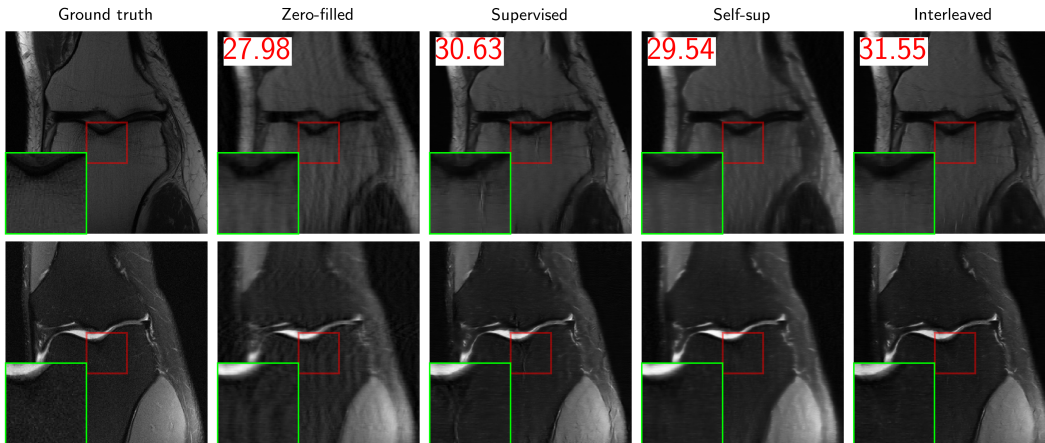 Ground truth Zero-filled Supervised Self-sup Interleaved
27.98 30.63 29.54 31.55